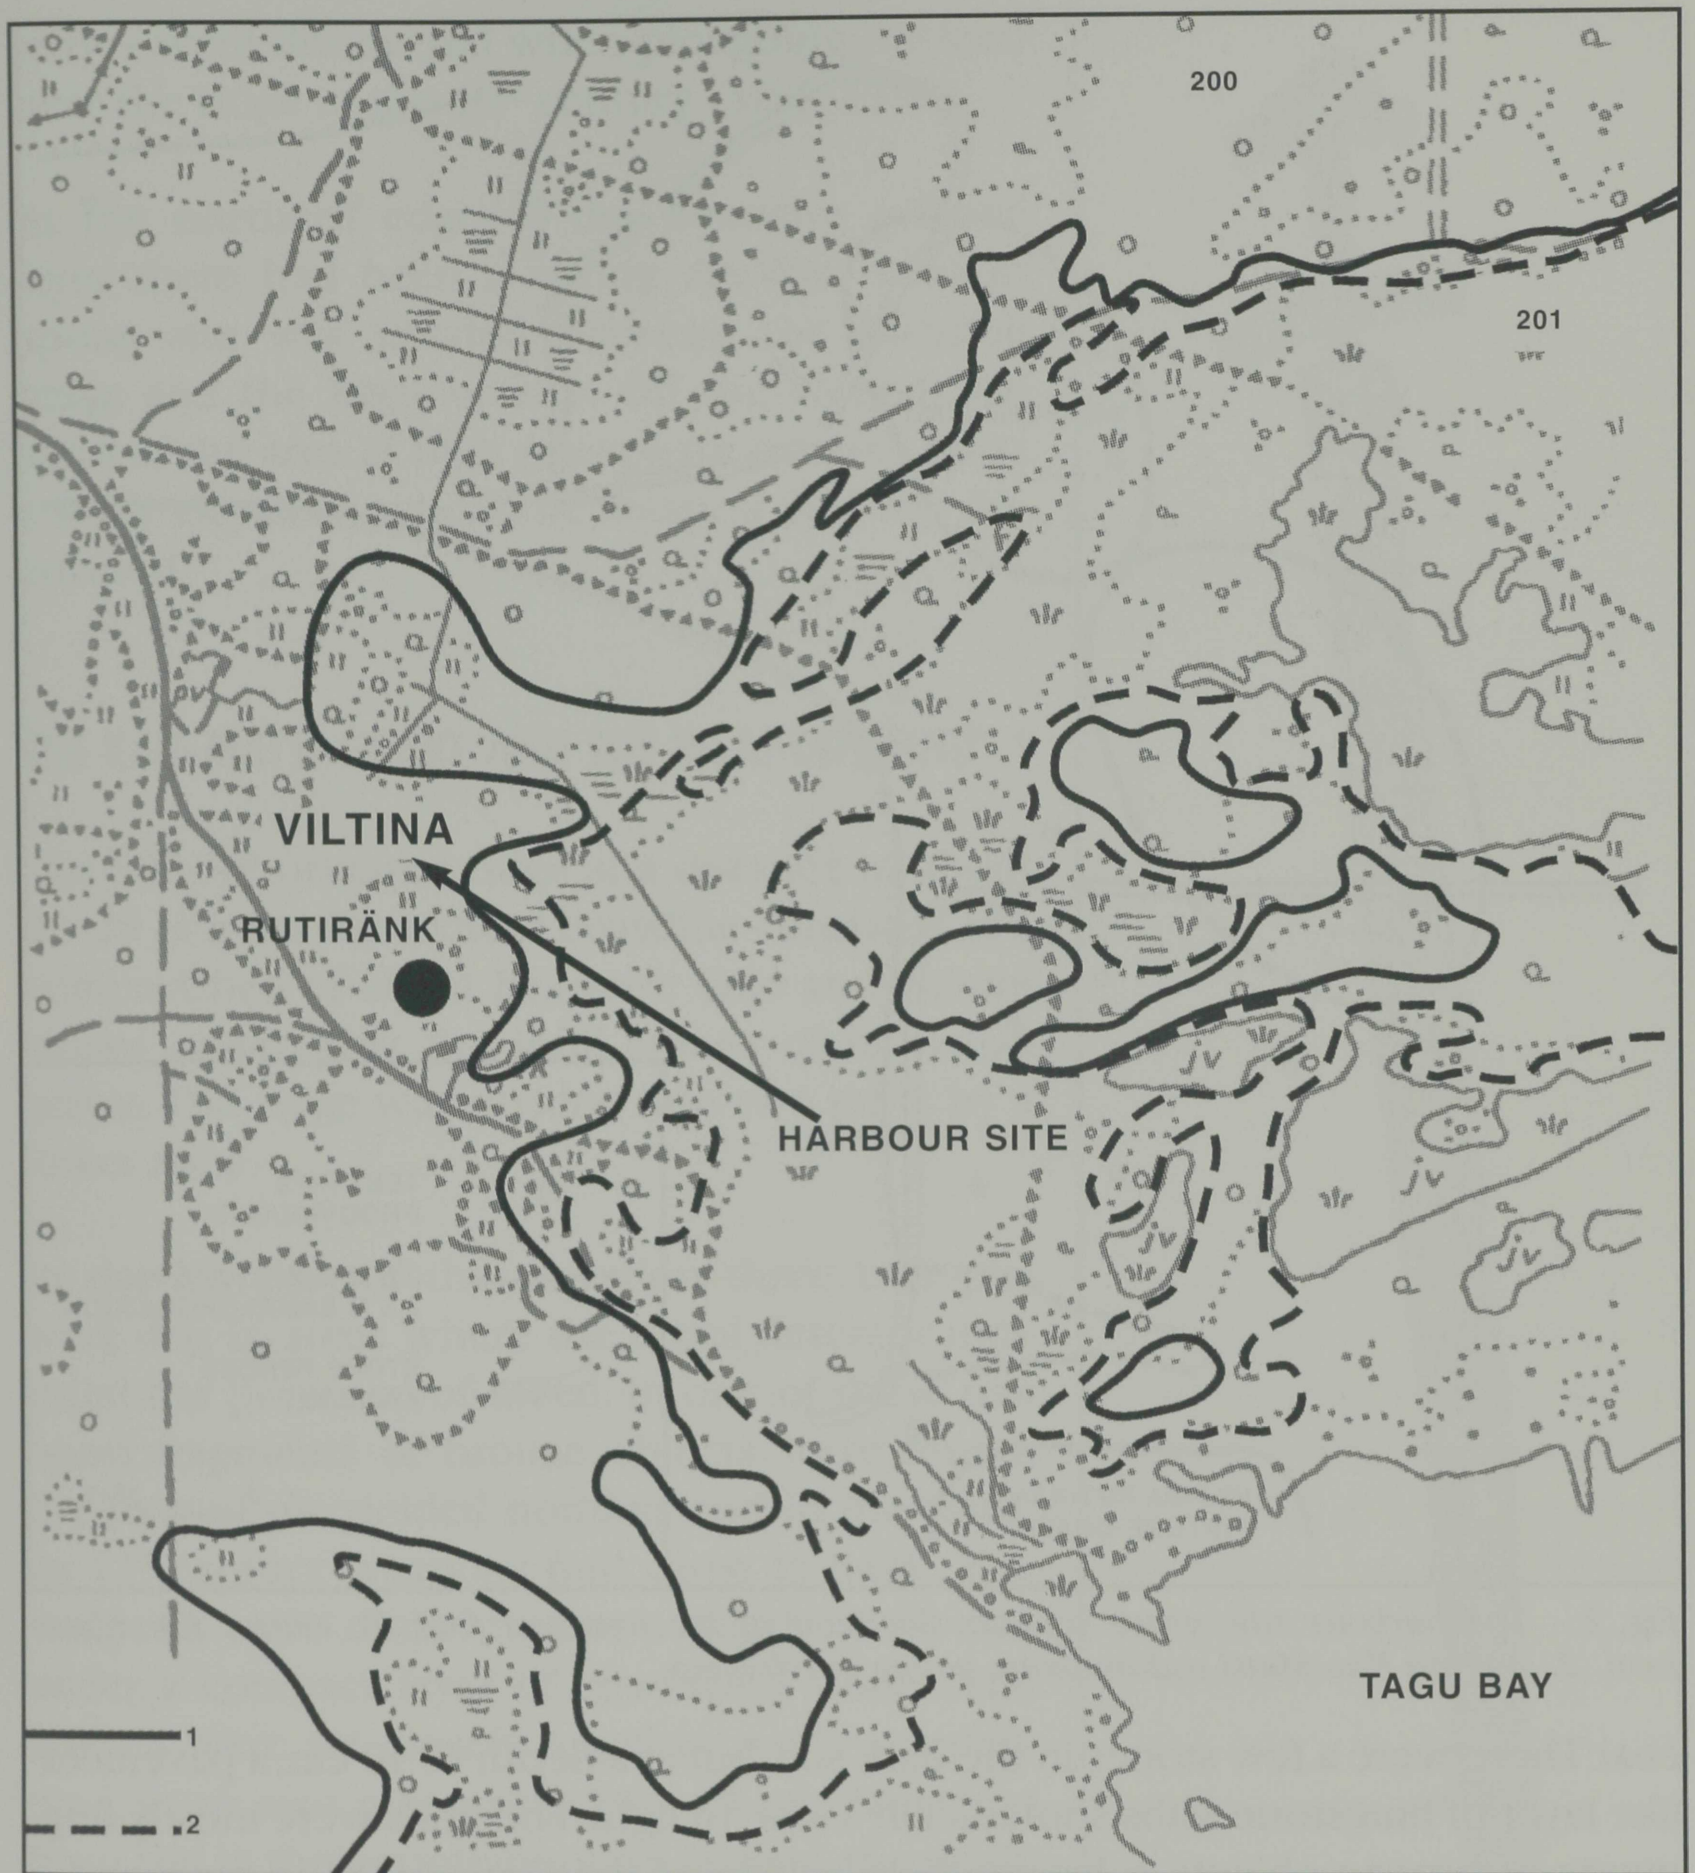 200
201
VILTINA
RUTIRÄNK
HARBOUR SITE
TAGU BAY
1
2